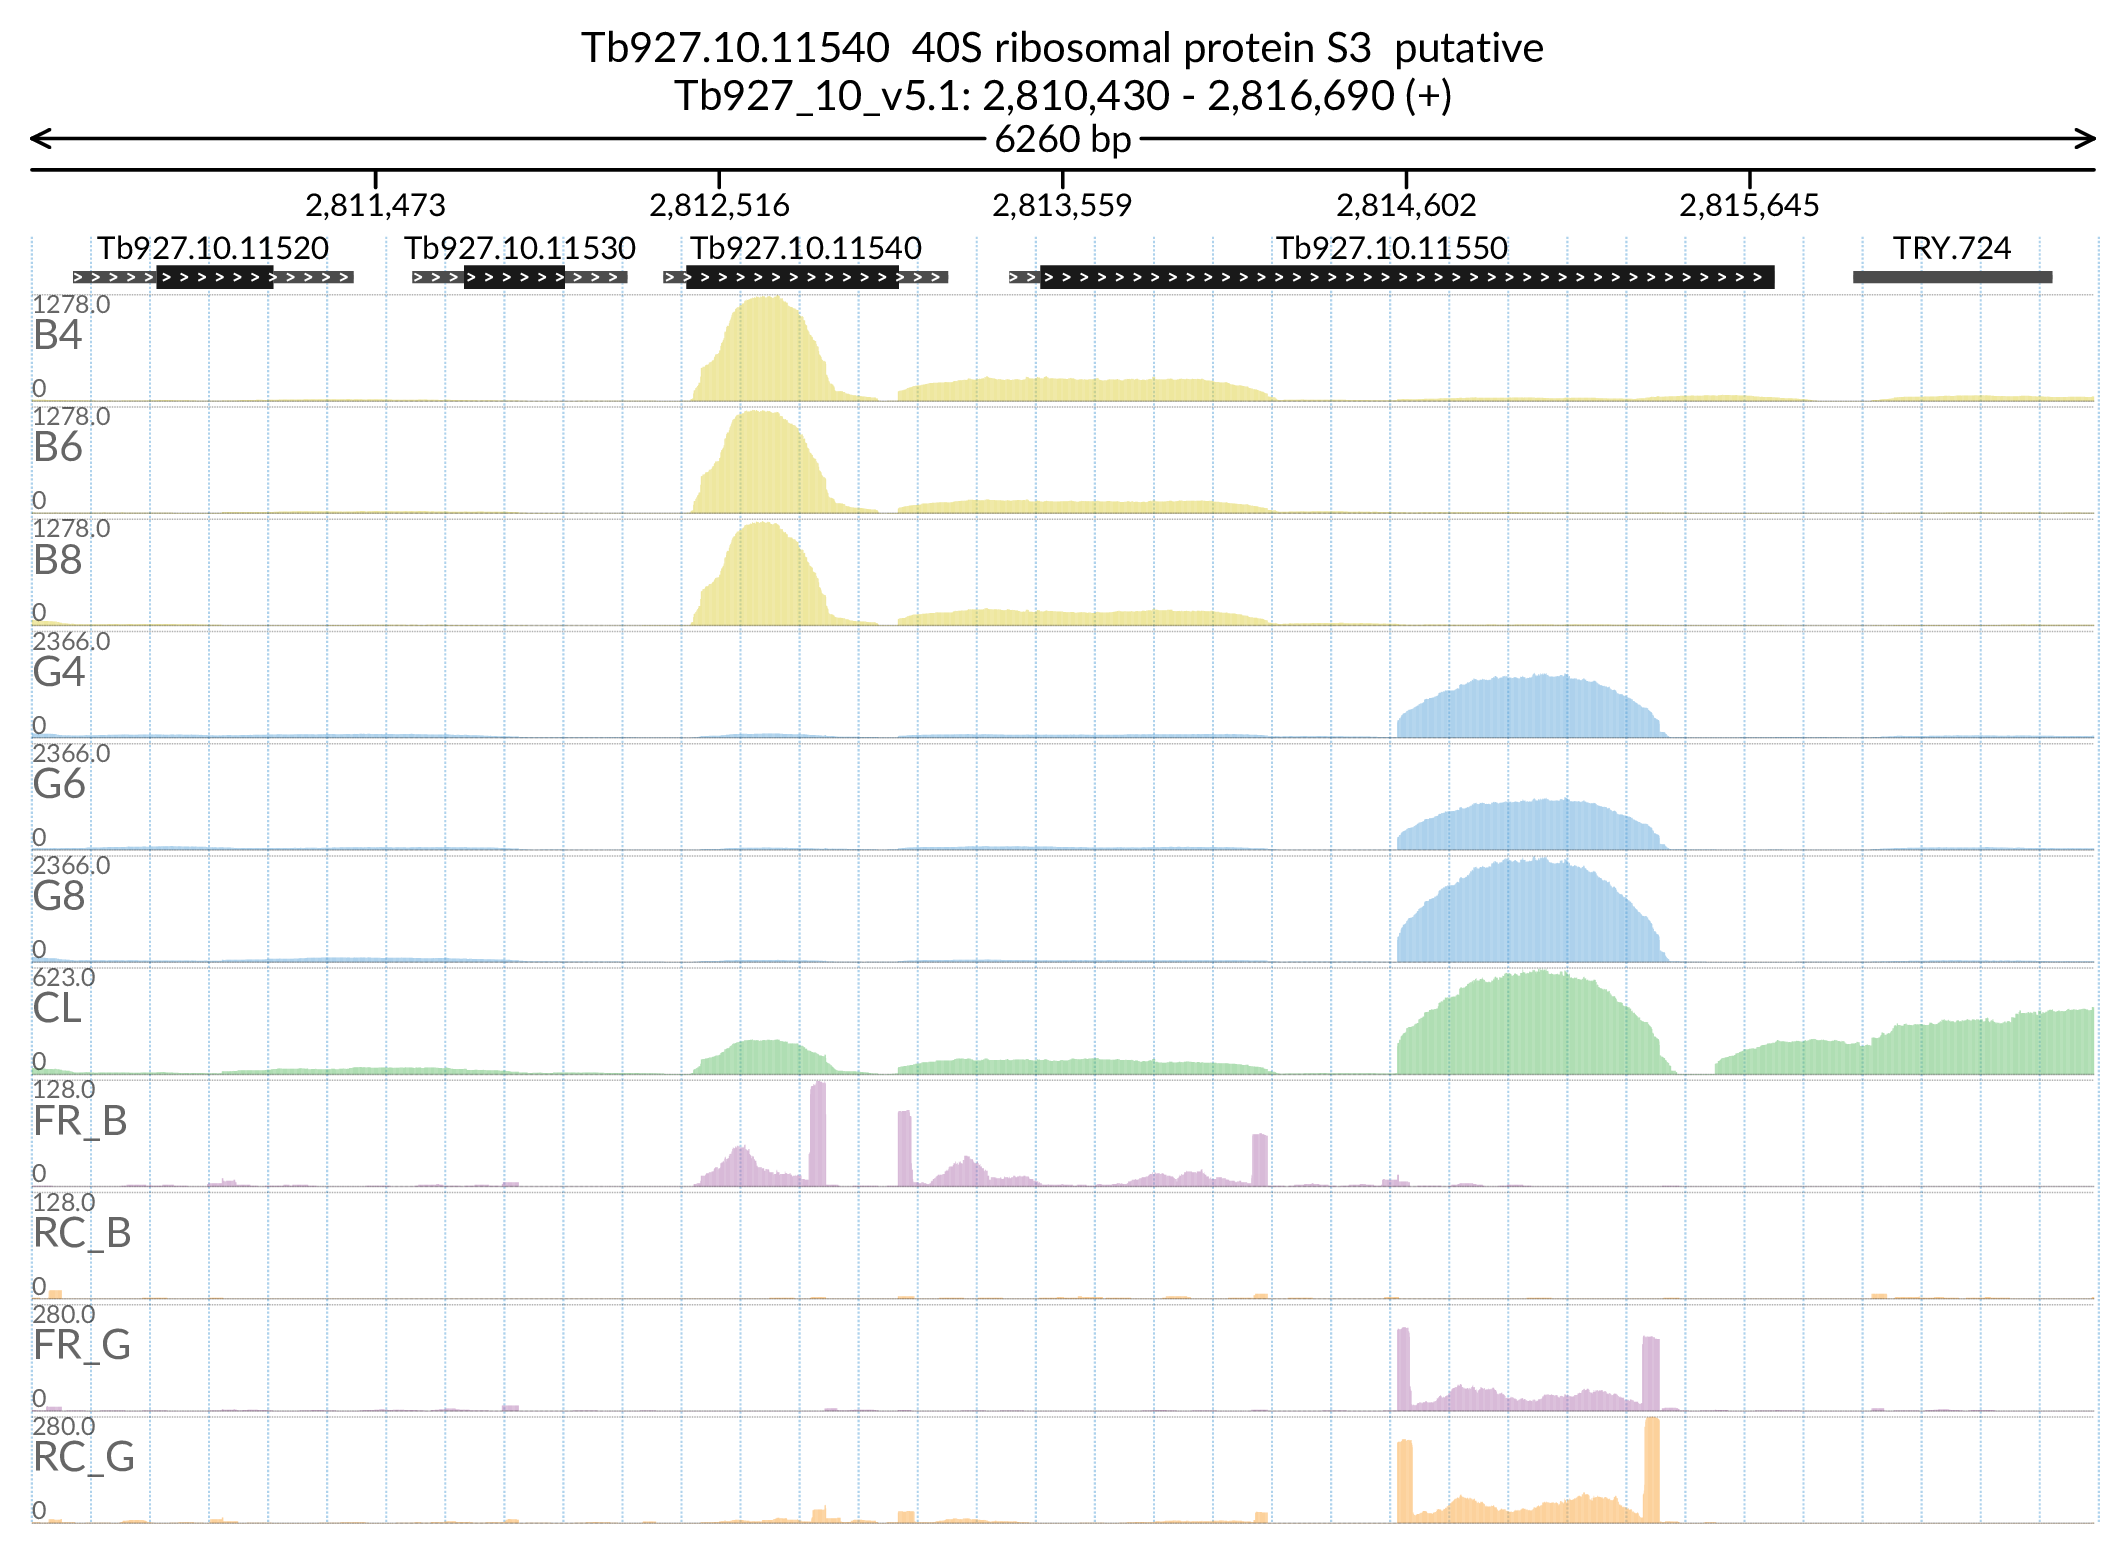 Tb927.10.11540  40S ribosomal protein S3  putative
Tb927_10_v5.1: 2,810,430 - 2,816,690 (+)
6260 bp
2,811,473 2,812,516 2,813,559 2,814,602 2,815,645
Tb927.10.11520 Tb927.10.11530 Tb927.10.11540 Tb927.10.11550 TRY.724
1278.0
B4
0
1278.0
B6
0
1278.0
B8
0
2366.0
G4
0
2366.0
G6
0
2366.0
G8
0
623.0
CL
0
128.0
FR_B
0
128.0
RC_B
0
280.0
FR_G
0
280.0
RC_G
0